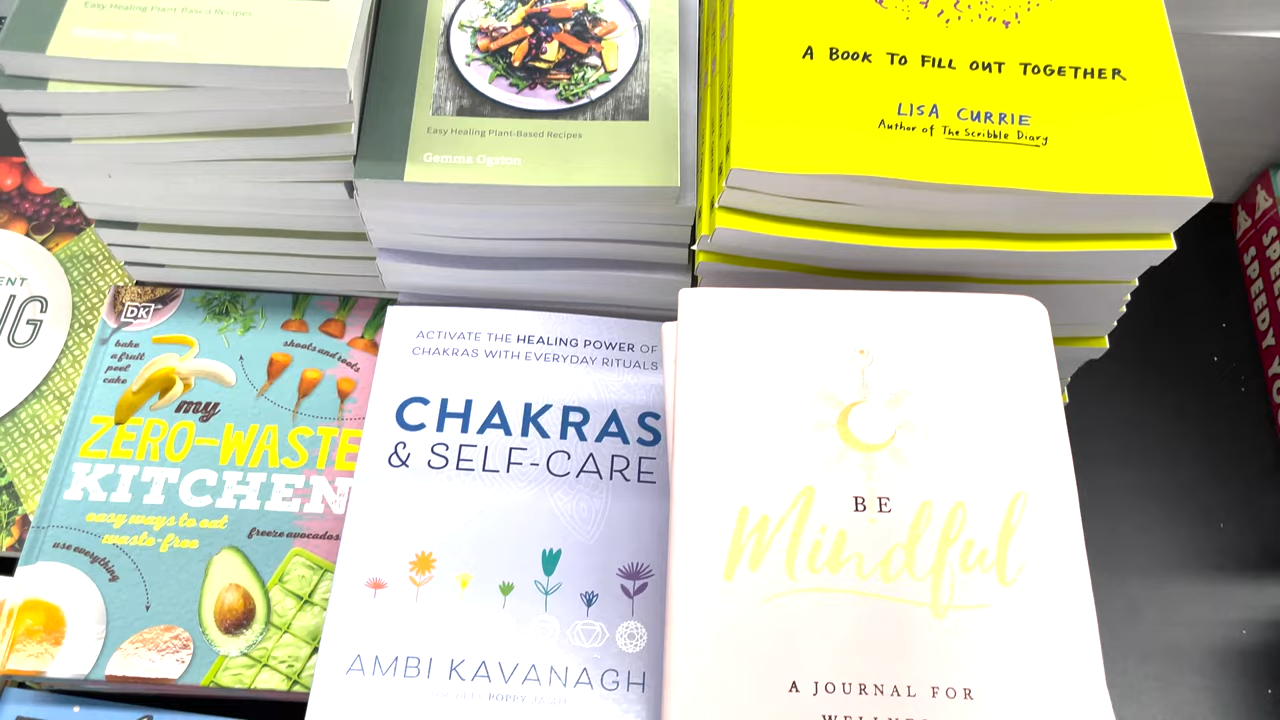 Easy Healing Plant-Based Recipes
Easy Healing Plant-Based Recipes
Gemma Ogston
A BOOK TO FILL OUT TOGETHER
LISA CURRIE
Author of The Scribble Diary
DK
bake
a fruit
peel
cake
shoots and roots
my
ZERO-WASTE
KITCHEN
easy ways to eat
waste-free
use everything
freeze avocados
ACTIVATE THE HEALING POWER OF
CHAKRAS WITH EVERYDAY RITUALS
CHAKRAS
& SELF-CARE
AMBI KAVANAGH
BE
Mindful
A JOURNAL FOR
SPEEDY